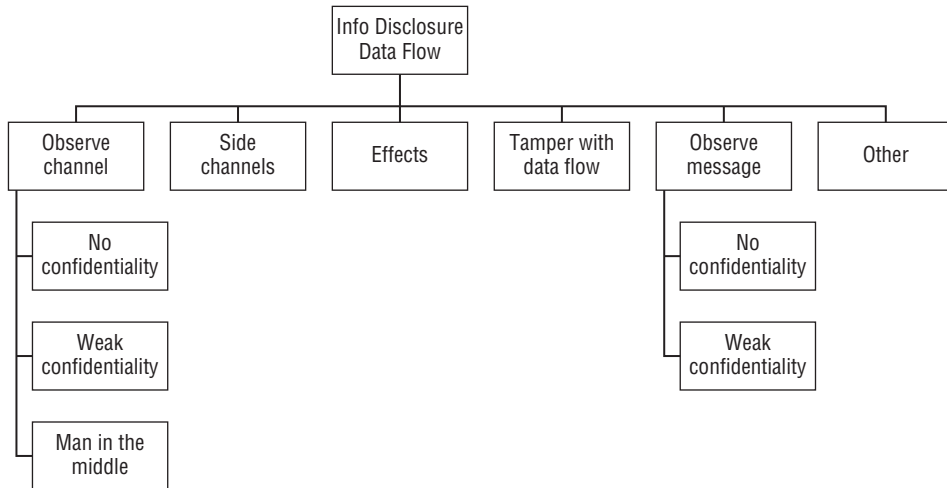 Info Disclosure
Data Flow
Observe
channel
Side
channels
Effects
Tamper with
data flow
Observe
message
Other
No
confidentiality
Weak
confidentiality
Man in the
middle
No
confidentiality
Weak
confidentiality